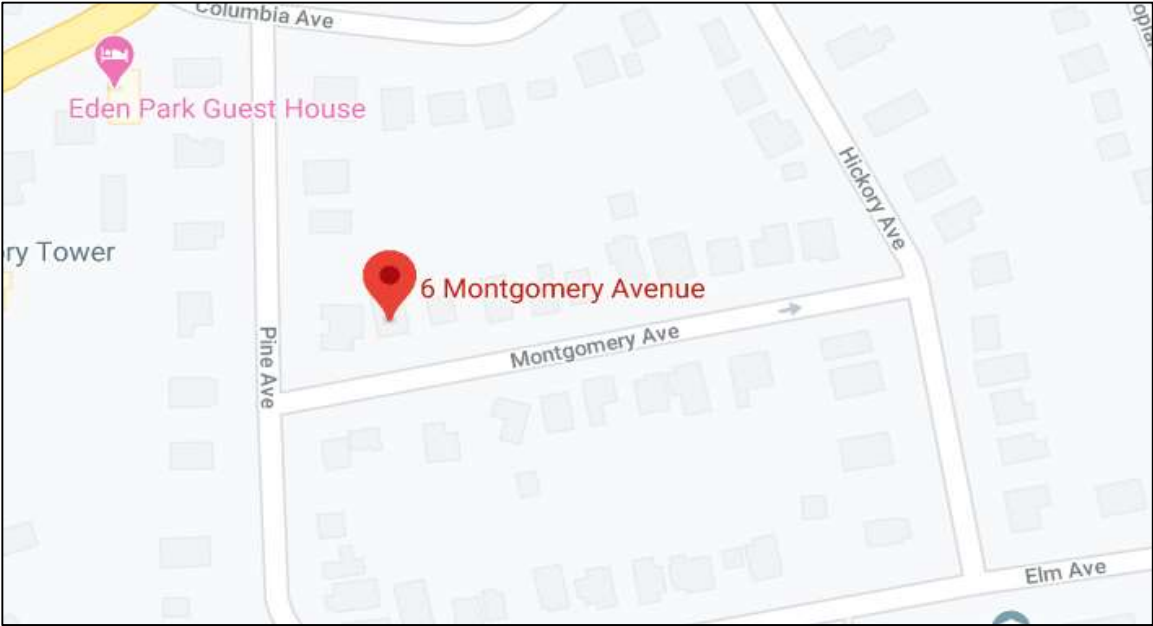 Columbia Ave
Eden Park Guest House
Hickory Ave
ry Tower
6 Montgomery Avenue
Montgomery Ave
Pine Ave
Elm Ave